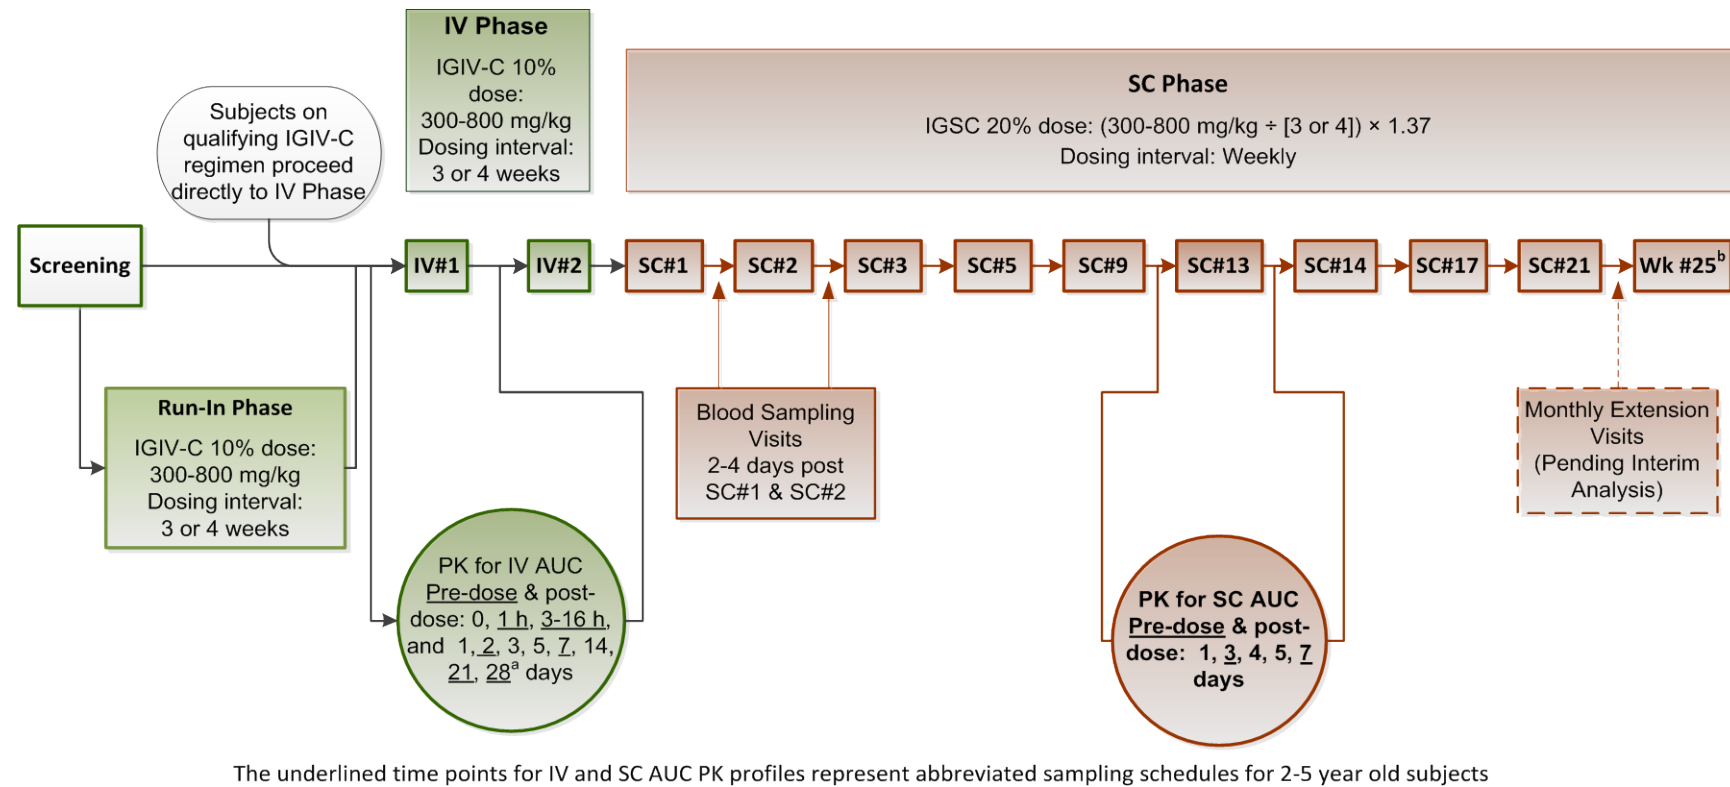 IV Phase
IGIV-C 10%
dose:
300-800 mg/kg
Dosing interval:
3 or 4 weeks
SC Phase
IGSC 20% dose: (300-800 mg/kg ÷ [3 or 4]) × 1.37
Dosing interval: Weekly
Subjects on
qualifying IGIV-C
regimen proceed
directly to IV Phase
Screening
IV#1
IV#2
SC#1
SC#2
SC#3
SC#5
SC#9
SC#13
SC#14
SC#17
SC#21
Wk #25ᵇ
Run-In Phase
IGIV-C 10% dose:
300-800 mg/kg
Dosing interval:
3 or 4 weeks
Blood Sampling
Visits
2-4 days post
SC#1 & SC#2
Monthly Extension
Visits
(Pending Interim
Analysis)
PK for IV AUC
Pre-dose & post-
dose: 0, 1 h, 3-16 h,
and 1, 2, 3, 5, 7, 14,
21, 28ᵃ days
PK for SC AUC
Pre-dose & post-
dose: 1, 3, 4, 5, 7
days
The underlined time points for IV and SC AUC PK profiles represent abbreviated sampling schedules for 2-5 year old subjects